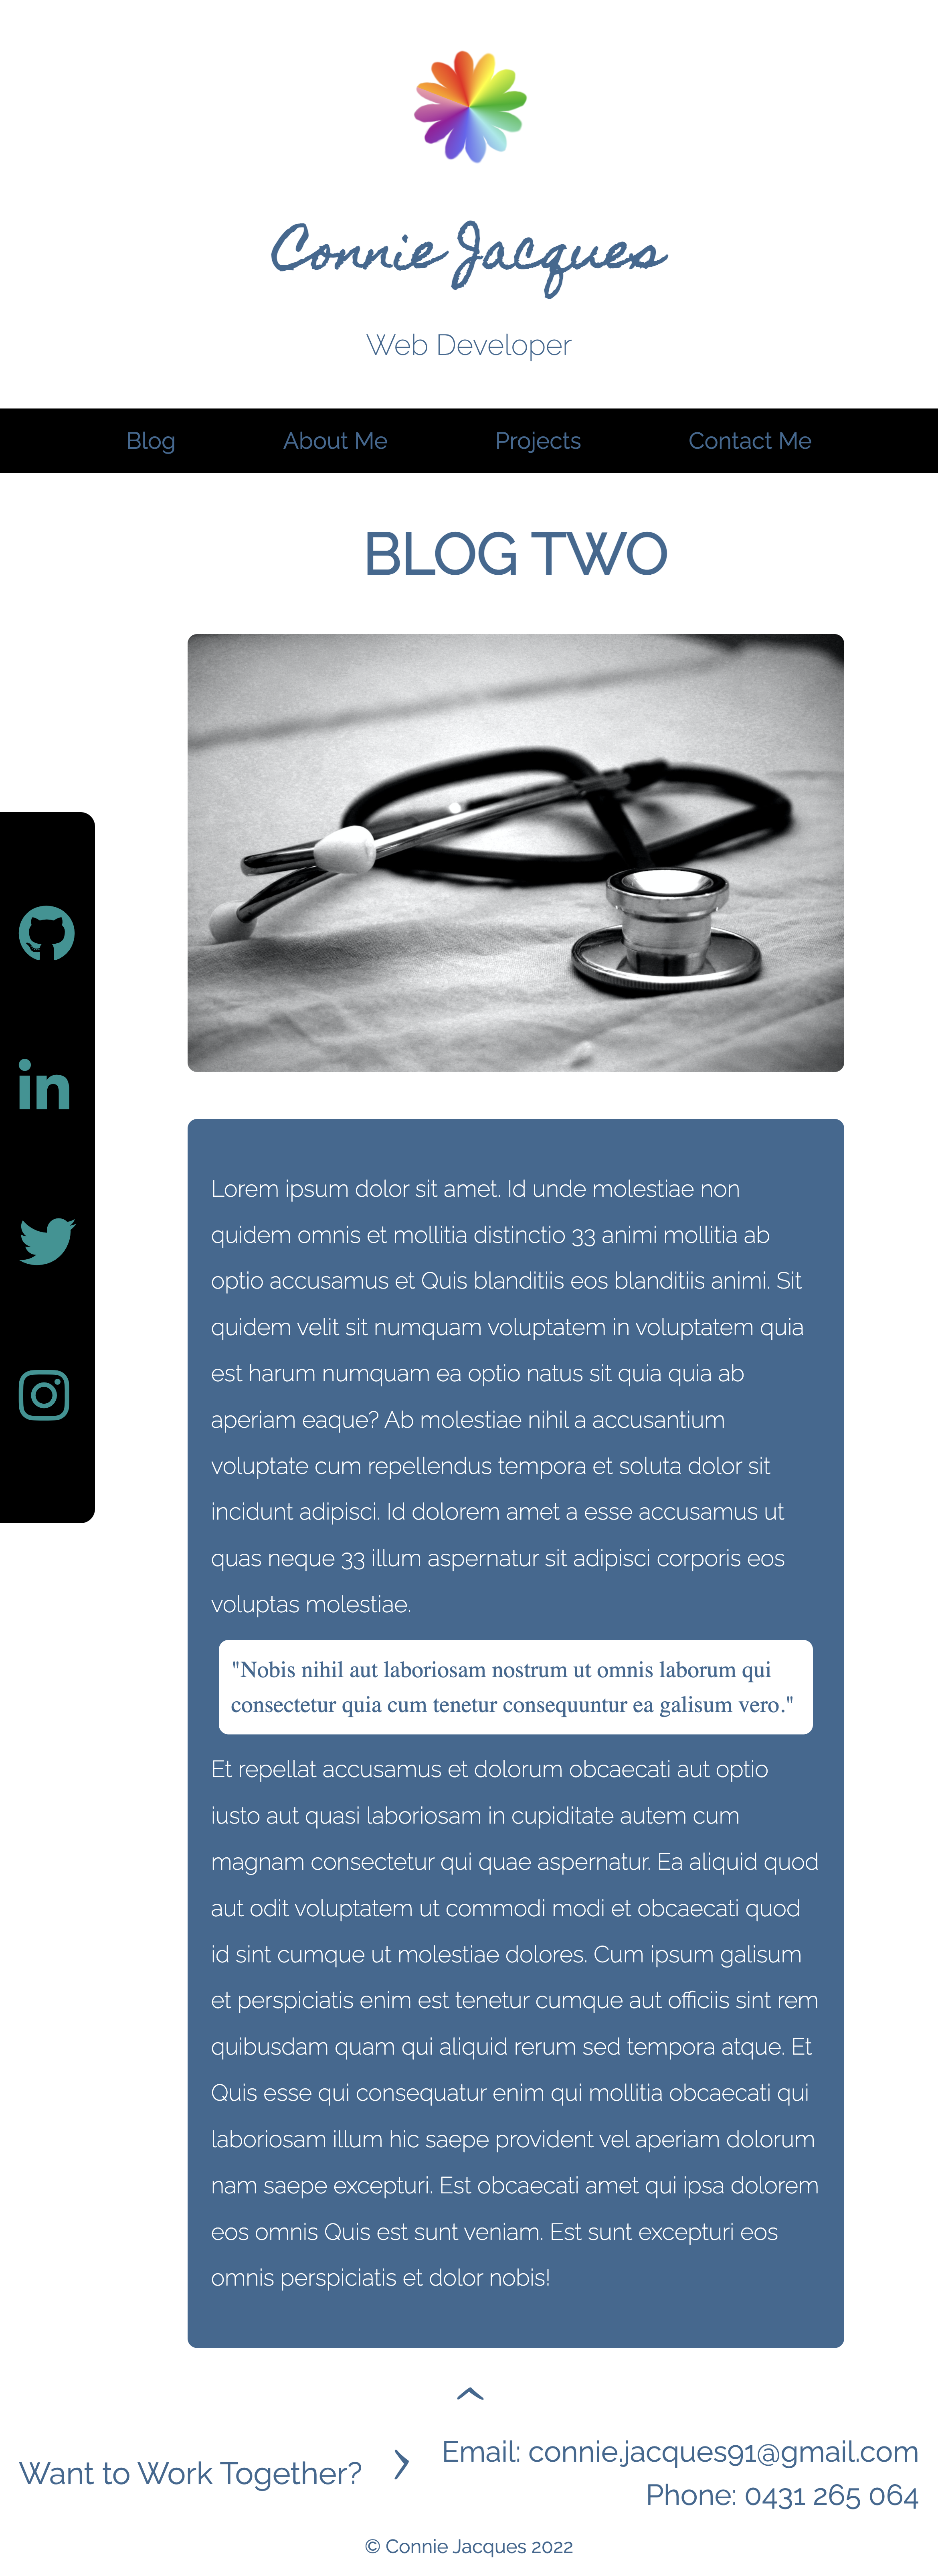 Connie Jacques
Web Developer
Blog About Me Projects Contact Me
BLOG TWO
in
Lorem ipsum dolor sit amet. Id unde molestiae non
quidem omnis et mollitia distinctio 33 animi mollitia ab
optio accusamus et Quis blanditiis eos blanditiis animi. Sit
quidem velit sit numquam voluptatem in voluptatem quia
est harum numquam ea optio natus sit quia quia ab
aperiam eaque? Ab molestiae nihil a accusantium
voluptate cum repellendus tempora et soluta dolor sit
incidunt adipisci. Id dolorem amet a esse accusamus ut
quas neque 33 illum aspernatur sit adipisci corporis eos
voluptas molestiae.
"Nobis nihil aut laboriosam nostrum ut omnis laborum qui
consectetur quia cum tenetur consequuntur ea galisum vero."
Et repellat accusamus et dolorum obcaecati aut optio
iusto aut quasi laboriosam in cupiditate autem cum
magnam consectetur qui quae aspernatur. Ea aliquid quod
aut odit voluptatem ut commodi modi et obcaecati quod
id sint cumque ut molestiae dolores. Cum ipsum galisum
et perspiciatis enim est tenetur cumque aut officiis sint rem
quibusdam quam qui aliquid rerum sed tempora atque. Et
Quis esse qui consequatur enim qui mollitia obcaecati qui
laboriosam illum hic saepe provident vel aperiam dolorum
nam saepe excepturi. Est obcaecati amet qui ipsa dolorem
eos omnis Quis est sunt veniam. Est sunt excepturi eos
omnis perspiciatis et dolor nobis!
Want to Work Together?
Email: connie.jacques91@gmail.com
Phone: 0431 265 064
© Connie Jacques 2022